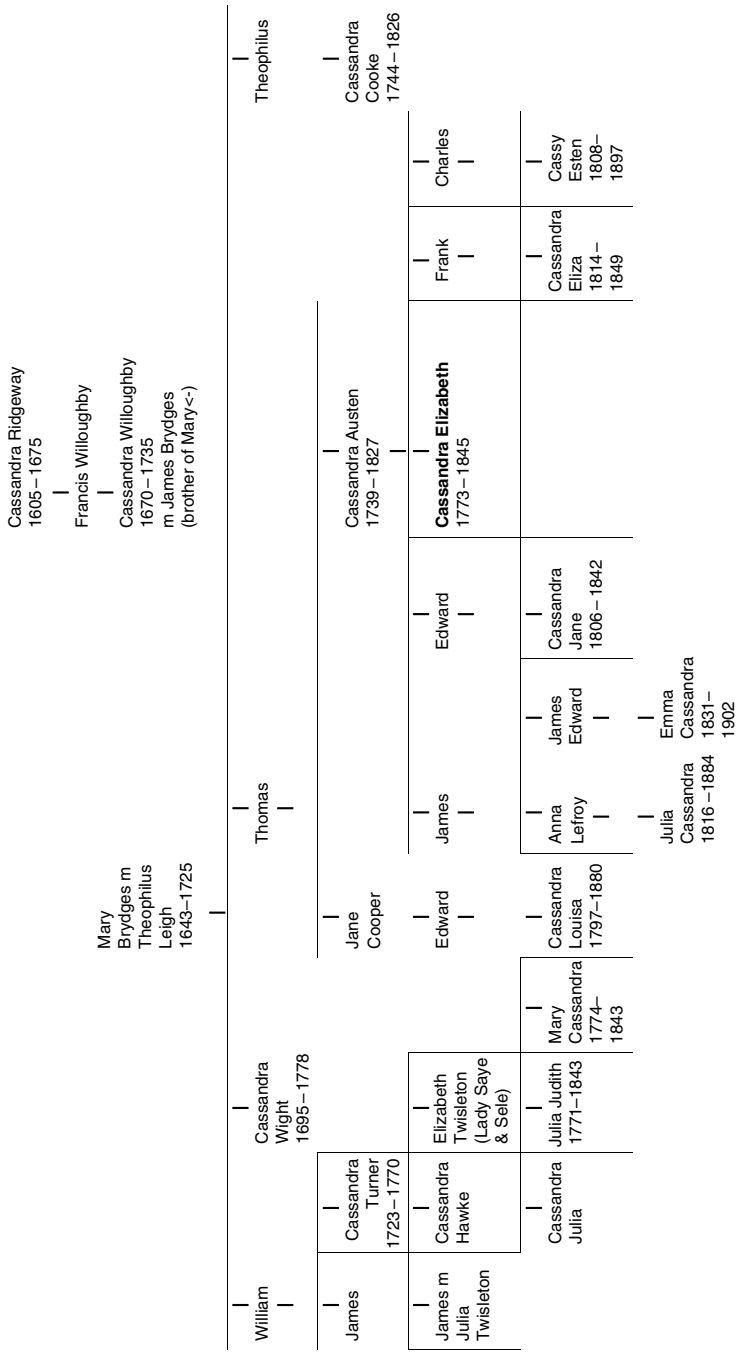 Cassandra Ridgeway
1605–1675
Francis Willoughby
Cassandra Willoughby
1670–1735
m James Brydges
(brother of Mary<-)
Mary
Brydges m
Theophilus
Leigh
1643–1725
William
Cassandra
Wight
1695–1778
Thomas
Theophilus
James
Cassandra
Turner
1723–1770
Jane
Cooper
Cassandra Austen
1739–1827
Cassandra
Cooke
1744–1826
James m
Julia
Twisleton
Cassandra
Hawke
Elizabeth
Twisleton
(Lady Saye
& Sele)
Edward
James
Edward
Cassandra Elizabeth
1773–1845
Frank
Charles
Cassandra
Julia
Julia Judith
1771–1843
Mary
Cassandra
1774–
1843
Cassandra
Louisa
1797–1880
Anna
Lefroy
James
Edward
Cassandra
Jane
1806–1842
Cassandra
Eliza
1814–
1849
Cassy
Esten
1808–
1897
Julia
Cassandra
1816–1884
Emma
Cassandra
1831–
1902